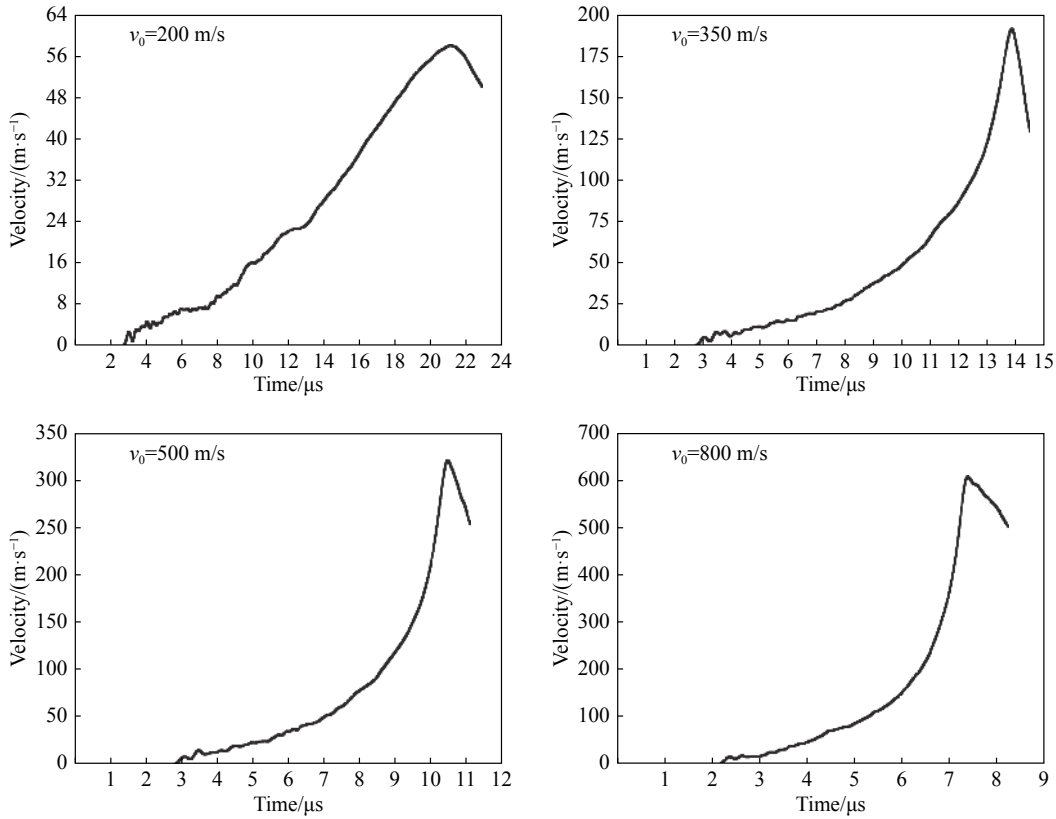 v₀=200 m/s
64
56
48
40
32
24
16
8
0
Velocity/(m·s⁻¹)
2 4 6 8 10 12 14 16 18 20 22 24
Time/μs
v₀=350 m/s
200
175
150
125
100
75
50
25
0
Velocity/(m·s⁻¹)
1 2 3 4 5 6 7 8 9 10 11 12 13 14 15
Time/μs
v₀=500 m/s
350
300
250
200
150
100
50
0
Velocity/(m·s⁻¹)
1 2 3 4 5 6 7 8 9 10 11 12
Time/μs
v₀=800 m/s
700
600
500
400
300
200
100
0
Velocity/(m·s⁻¹)
1 2 3 4 5 6 7 8 9
Time/μs